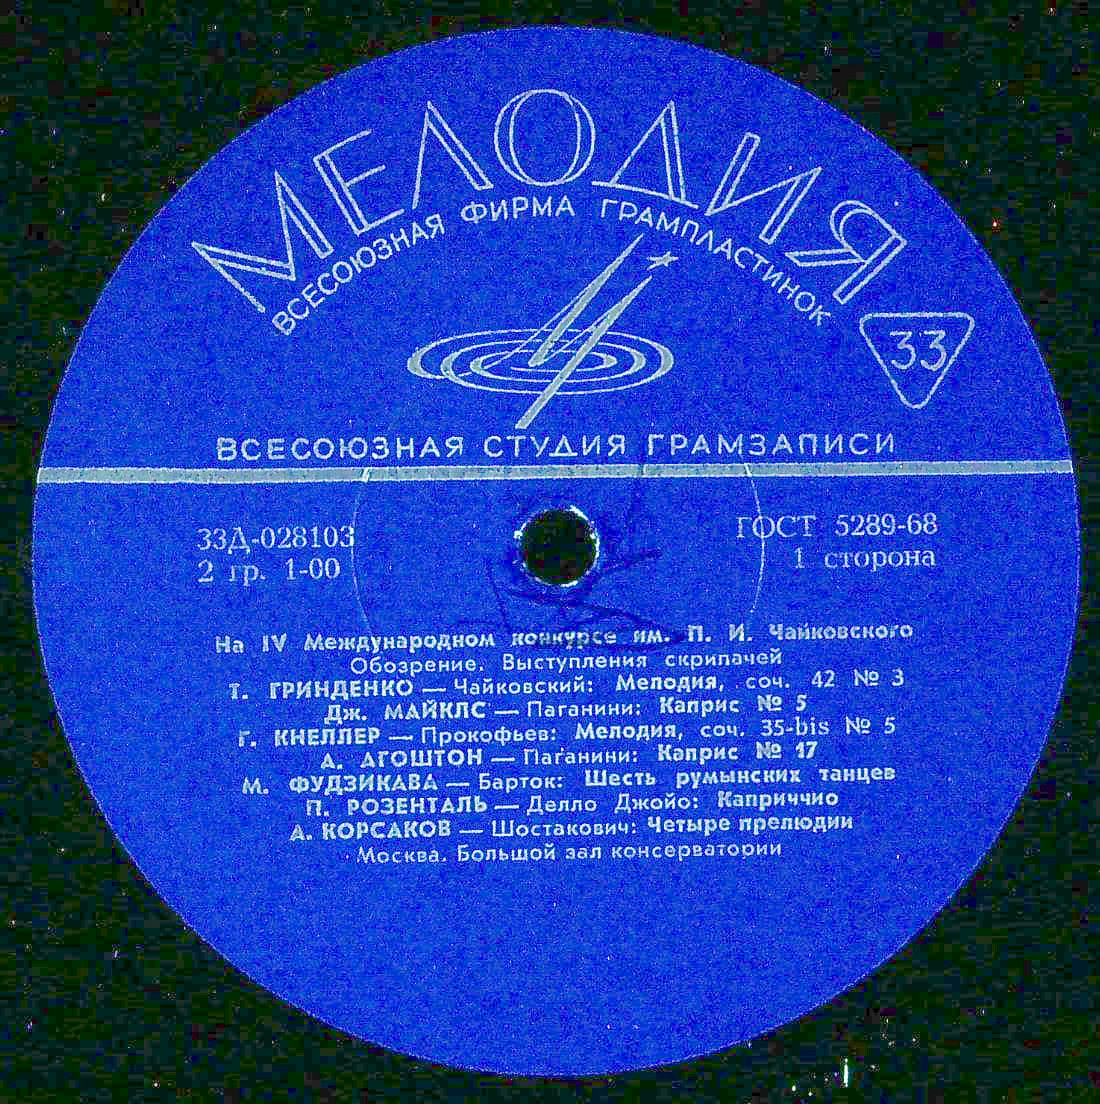 МЕЛОДИЯ
ВСЕСОЮЗНАЯ ФИРМА ГРАМПЛАСТИНОК
33
ВСЕСОЮЗНАЯ СТУДИЯ ГРАМЗАПИСИ
33Д-028103
2 гр. 1-00
ГОСТ 5289-68
1 сторона
На IV Международном конкурсе им. П. И. Чайковского
Обозрение. Выступления скрипачей
Т. ГРИНДЕНКО — Чайковский: Мелодия, соч. 42 № 3
Дж. МАЙКЛС — Паганини: Каприс № 5
Г. КНЕЛЛЕР — Прокофьев: Мелодия, соч. 35-bis № 5
А. АГОШТОН — Паганини: Каприс № 17
М. ФУДЗИКАВА — Барток: Шесть румынских танцев
П. РОЗЕНТАЛЬ — Делло Джойо: Каприччио
А. КОРСАКОВ — Шостакович: Четыре прелюдии
Москва. Большой зал консерватории